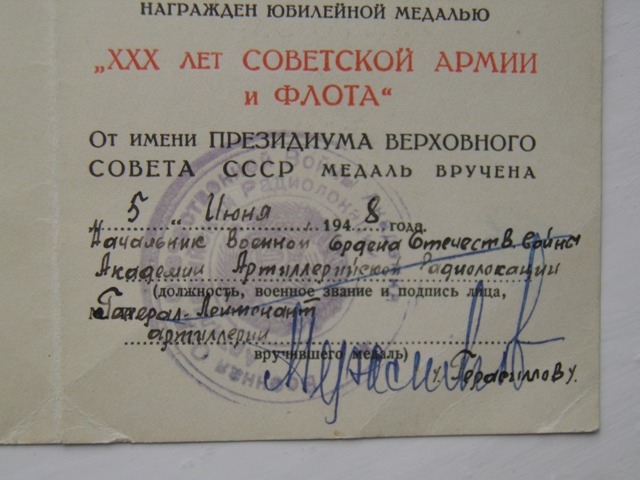 НАГРАЖДЕН ЮБИЛЕЙНОЙ МЕДАЛЬЮ
„XXX ЛЕТ СОВЕТСКОЙ АРМИИ
И ФЛОТА“
ОТ ИМЕНИ ПРЕЗИДИУМА ВЕРХОВНОГО
СОВЕТА СССР МЕДАЛЬ ВРУЧЕНА
„ 5 „ Июня 194 8 года.
Начальник Военной Ордена Отечеств. Войны
Академии Артиллерийской Радиолокации
(должность, военное звание и подпись лица,
Генерал-Лейтенант
артиллерии
вручившего медаль)